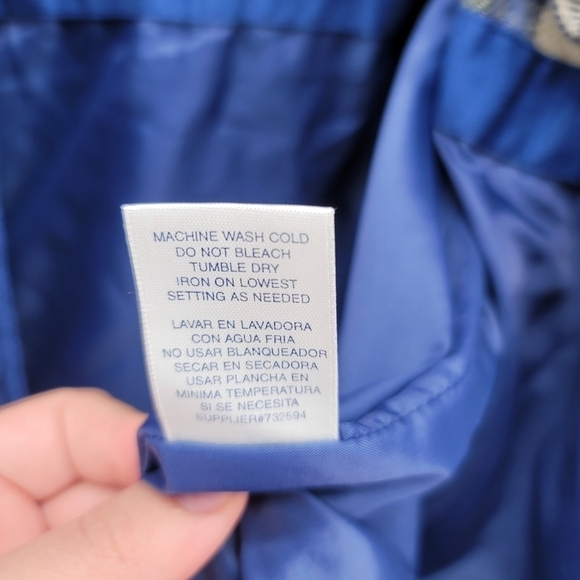 MACHINE WASH COLD
DO NOT BLEACH
TUMBLE DRY
IRON ON LOWEST
SETTING AS NEEDED
LAVAR EN LAVADORA
CON AGUA FRIA
NO USAR BLANQUEADOR
SECAR EN SECADORA
USAR PLANCHA EN
MINIMA TEMPERATURA
SI SE NECESITA
SUPPLIER#732594